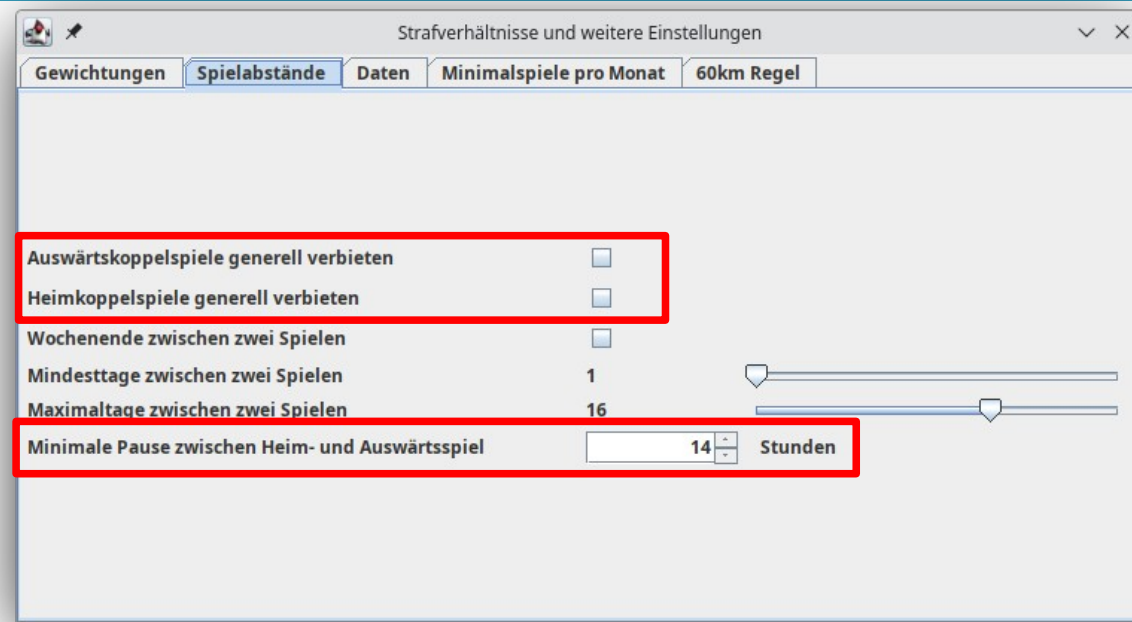 Strafverhältnisse und weitere Einstellungen
Gewichtungen Spielabstände Daten Minimalspiele pro Monat 60km Regel
Auswärtskoppelspiele generell verbieten
Heimkoppelspiele generell verbieten
Wochenende zwischen zwei Spielen
Mindesttage zwischen zwei Spielen 1
Maximaltage zwischen zwei Spielen 16
Minimale Pause zwischen Heim- und Auswärtsspiel 14 Stunden